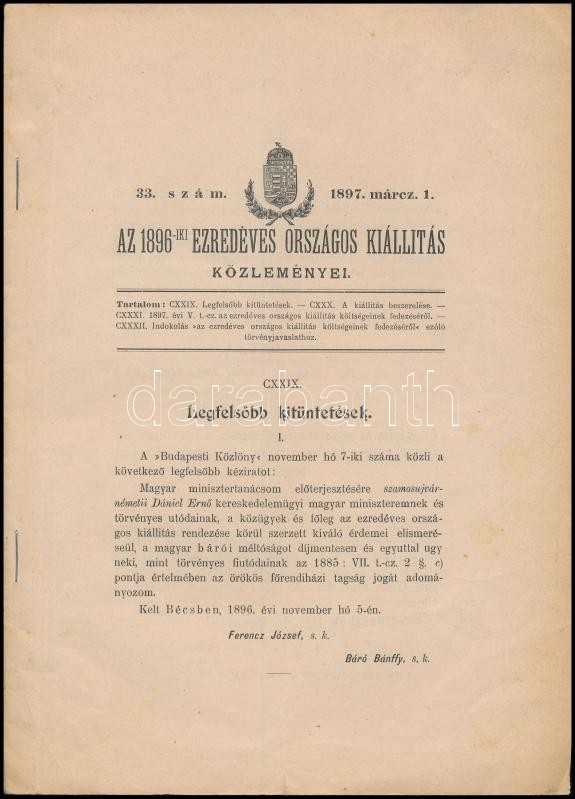 33. szám.
1897. márcz. 1.
AZ 1896-IKI EZREDÉVES ORSZÁGOS KIÁLLITÁS
KÖZLEMÉNYEI.
Tartalom: CXXIX. Legfelsőbb kitüntetések. — CXXX. A kiállitás beszerelése. —
CXXXI. 1897. évi V. t.-cz. az ezredéves országos kiállitás költségeinek fedezéséről. —
CXXXII. Indokolás »az ezredéves országos kiállitás költségeinek fedezéséről« szóló
törvényjavaslathoz.
CXXIX.
darabanth
Legfelsőbb kitüntetések.
I.
A »Budapesti Közlöny« november hó 7-iki száma közli a
következő legfelsőbb kéziratot:
Magyar minisztertanácsom előterjesztésére szamosujvár-
németii Dániel Ernő kereskedelemügyi magyar miniszteremnek és
törvényes utódainak, a közügyek és főleg az ezredéves orszá-
gos kiállitás rendezése körül szerzett kiváló érdemei elismeré-
seül, a magyar bárói méltóságot díjmentesen és egyuttal ugy
neki, mint törvényes fiutódainak az 1885: VII. t.-cz. 2 §. c)
pontja értelmében az örökös főrendiházi tagság jogát adomá-
nyozom.
Kelt Bécsben, 1896. évi november hó 5-én.
Ferencz József, s. k.
Báró Bánffy, s. k.